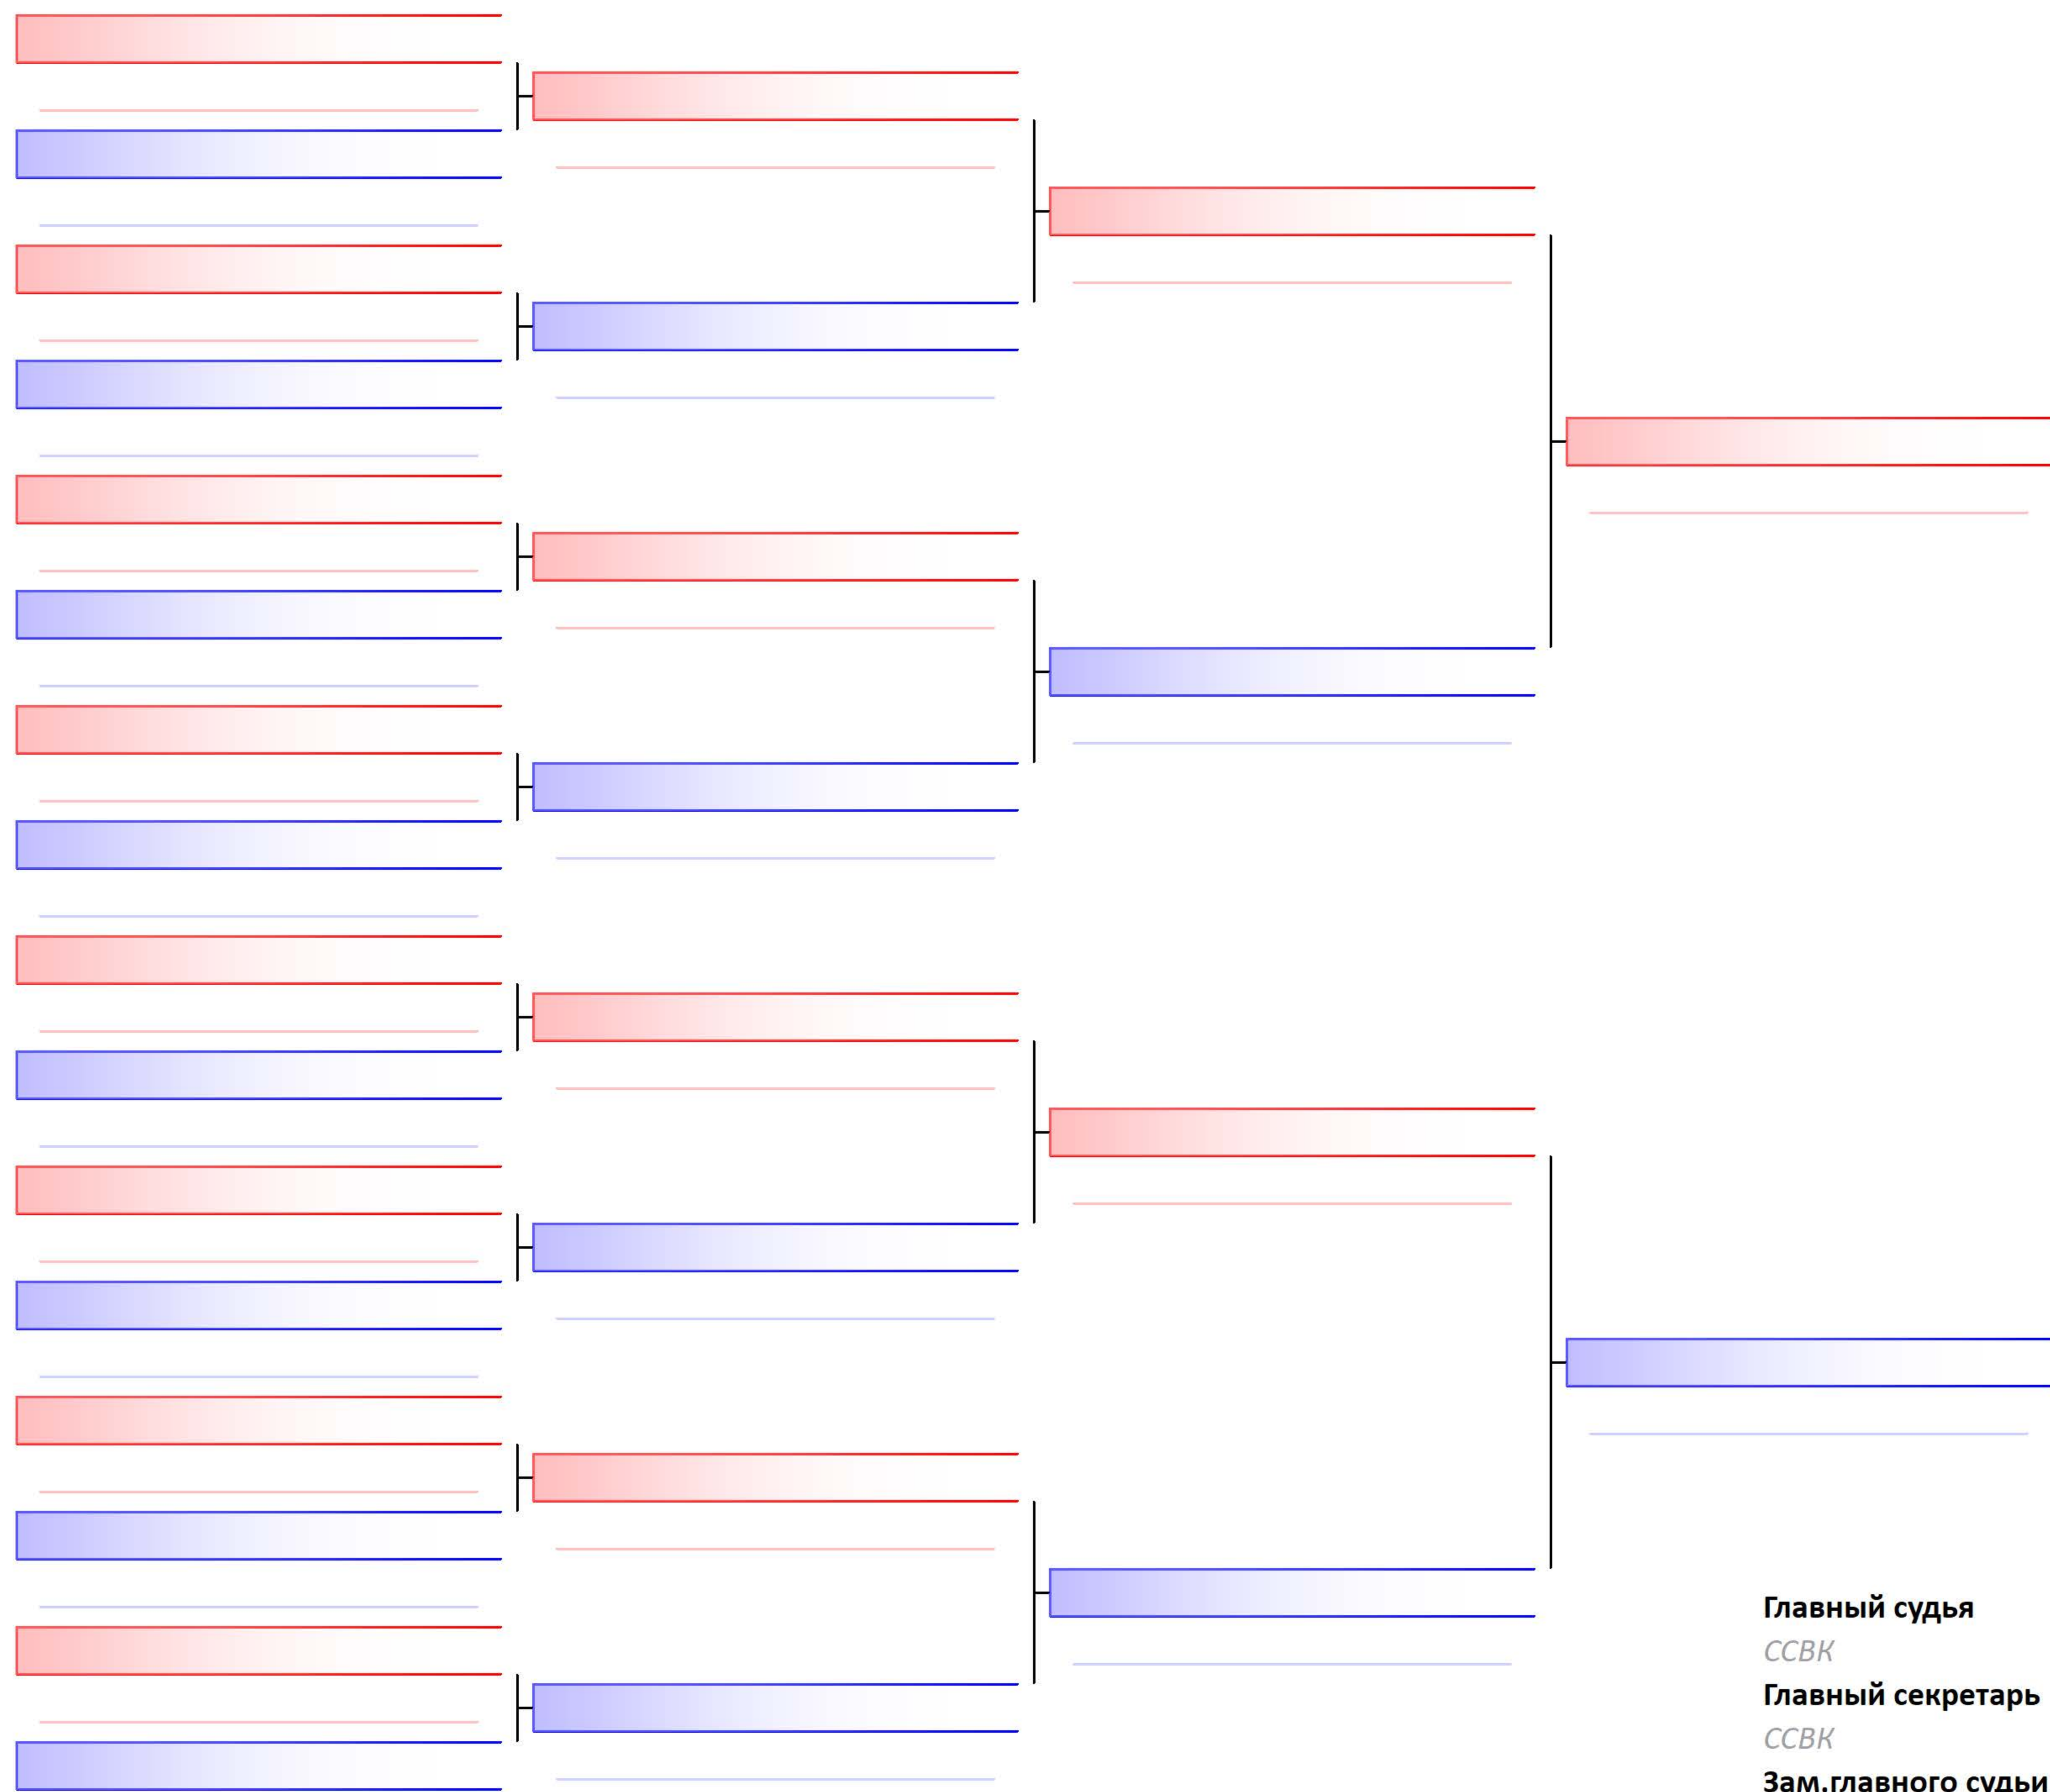 Главный судья
ССВК
Главный секретарь
ССВК
Зам.главного судьи